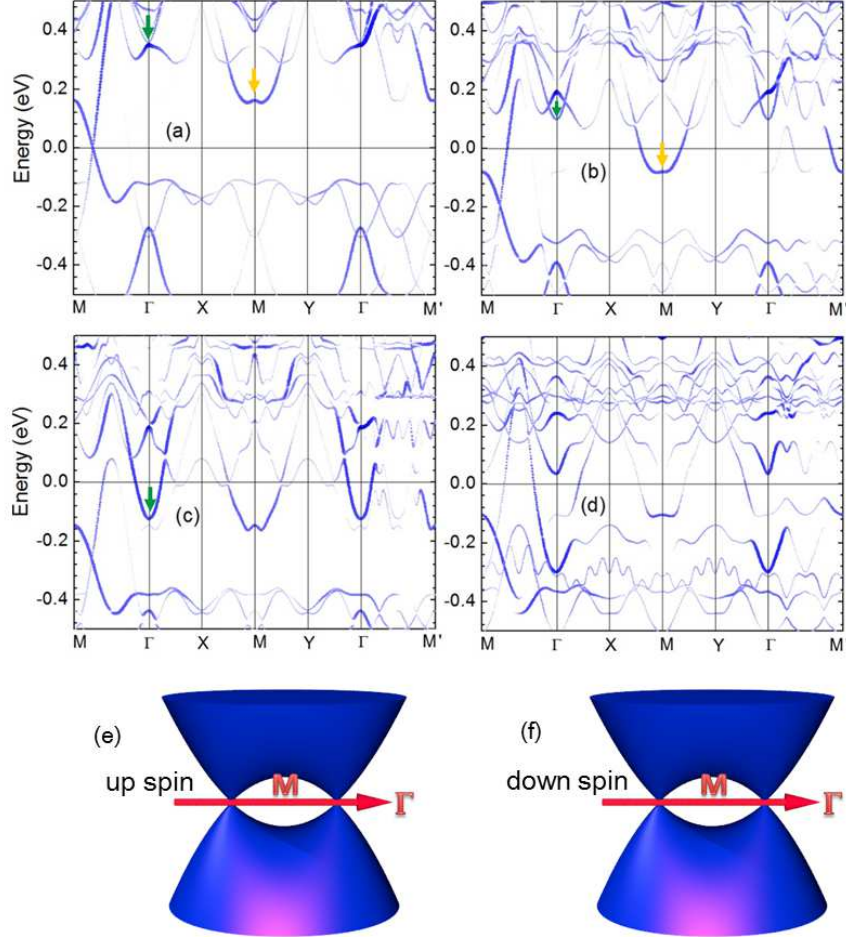 Energy (eV)
0.4
0.2
0.0
-0.2
-0.4
(a)
M Γ X M Y Γ M'
0.4
0.2
0.0
-0.2
-0.4
(b)
M Γ X M Y Γ M'
Energy (eV)
0.4
0.2
0.0
-0.2
-0.4
(c)
M Γ X M Y Γ M'
0.4
0.2
0.0
-0.2
-0.4
(d)
M Γ X M Y Γ M'
(e)
up spin
M
Γ
(f)
down spin
M
Γ